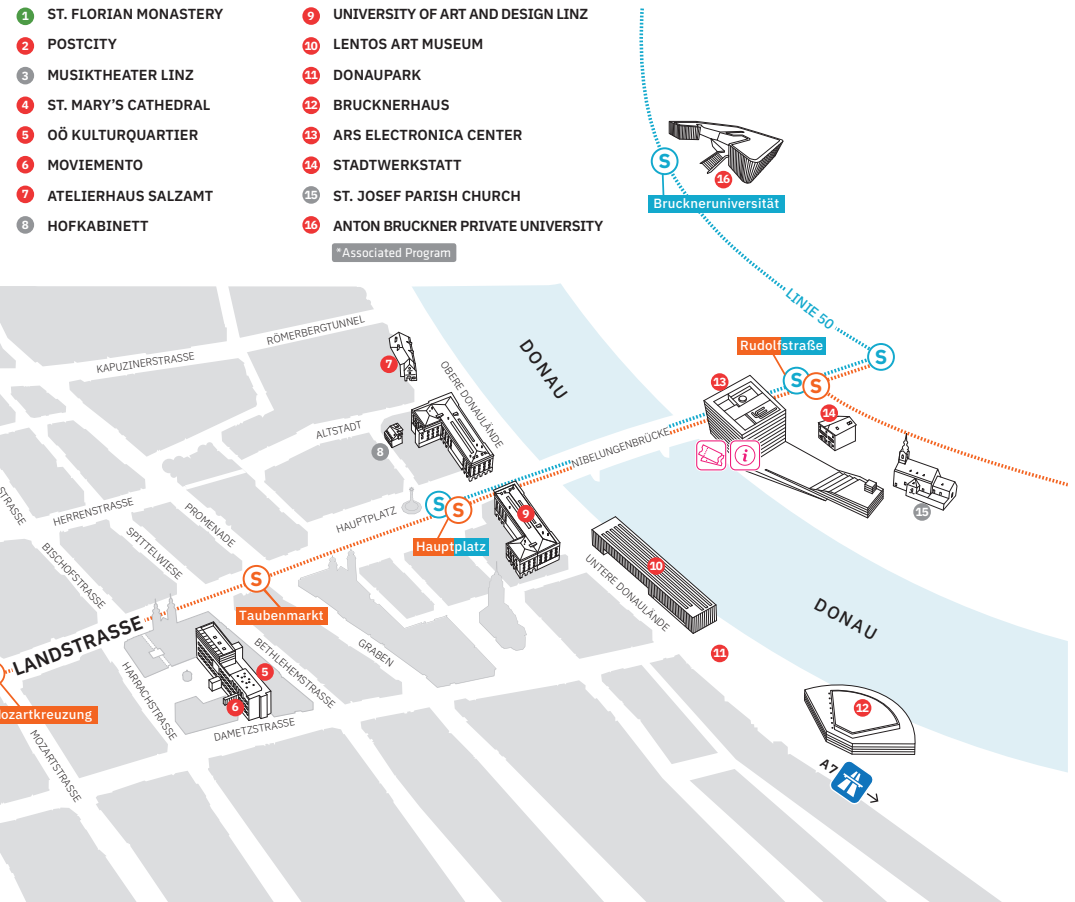 1 ST. FLORIAN MONASTERY
2 POSTCITY
3 MUSIKTHEATER LINZ
4 ST. MARY'S CATHEDRAL
5 OÖ KULTURQUARTIER
6 MOVIEMENTO
7 ATELIERHAUS SALZAMT
8 HOFKABINETT
9 UNIVERSITY OF ART AND DESIGN LINZ
10 LENTOS ART MUSEUM
11 DONAUPARK
12 BRUCKNERHAUS
13 ARS ELECTRONICA CENTER
14 STADTWERKSTATT
15 ST. JOSEF PARISH CHURCH
16 ANTON BRUCKNER PRIVATE UNIVERSITY
*Associated Program
S
16
Bruckneruniversität
LINIE 50
RÖMERBERGTUNNEL
KAPUZINERSTRASSE
7
OBERE DONAULÄNDE
DONAU
Rudolfstraße
S
S
S
13
14
ALTSTADT
8
NIBELUNGENBRÜCKE
i
15
STRASSE
HERRENSTRASSE
PROMENADE
HAUPTPLATZ
S
S
Hauptplatz
9
SPITTELWIESE
BISCHOFSTRASSE
S
Taubenmarkt
10
UNTERE DONAULÄNDE
DONAU
LANDSTRASSE
HARRACHSTRASSE
BETHLEHEMSTRASSE
GRABEN
5
6
11
12
ozartkreuzung
MOZARTSTRASSE
DAMETZSTRASSE
A7